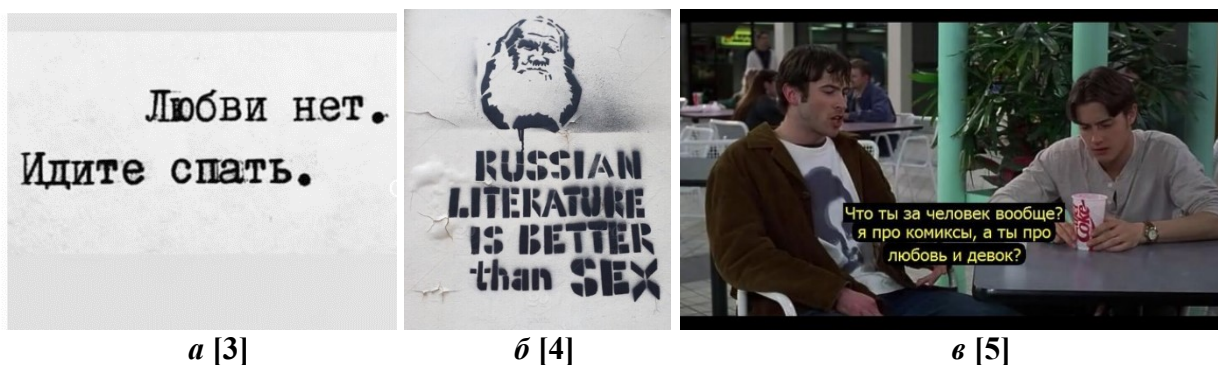 Любви нет.
Идите спать.
RUSSIAN
LITERATURE
IS BETTER
than SEX
Что ты за человек вообще?
я про комиксы, а ты про
любовь и девок?
Coke
а [3]
б [4]
в [5]